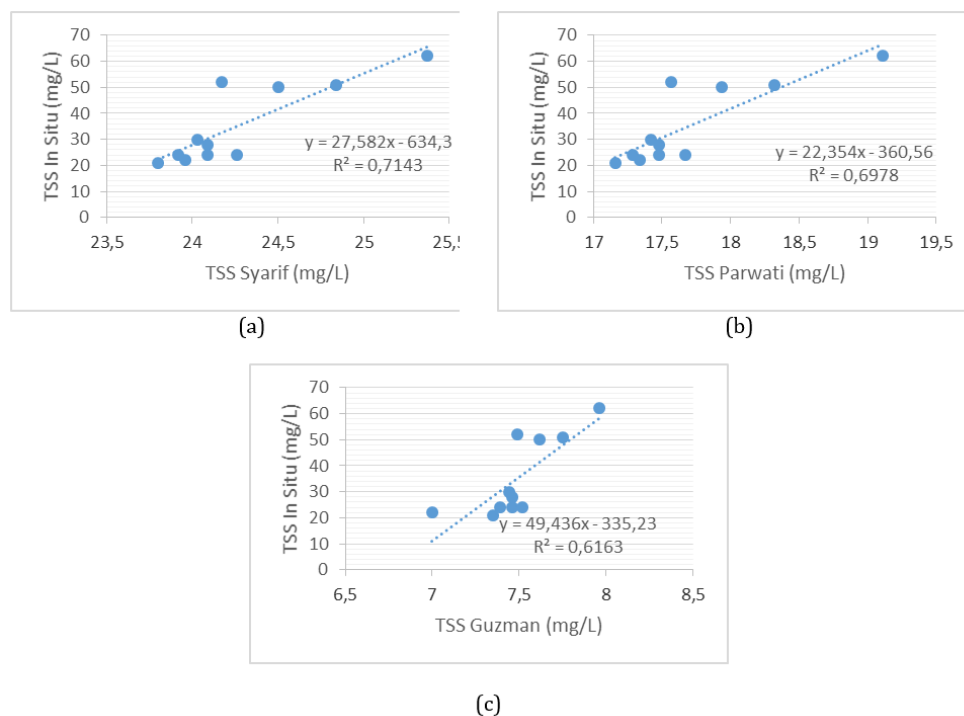 70
60
50
40
30
20
10
0
TSS In Situ (mg/L)
y = 27,582x - 634,3
R² = 0,7143
23,5 24 24,5 25 25,5
TSS Syarif (mg/L)
(a)
70
60
50
40
30
20
10
0
TSS In Situ (mg/L)
y = 22,354x - 360,56
R² = 0,6978
17 17,5 18 18,5 19 19,5
TSS Parwati (mg/L)
(b)
70
60
50
40
30
20
10
0
TSS In Situ (mg/L)
y = 49,436x - 335,23
R² = 0,6163
6,5 7 7,5 8 8,5
TSS Guzman (mg/L)
(c)